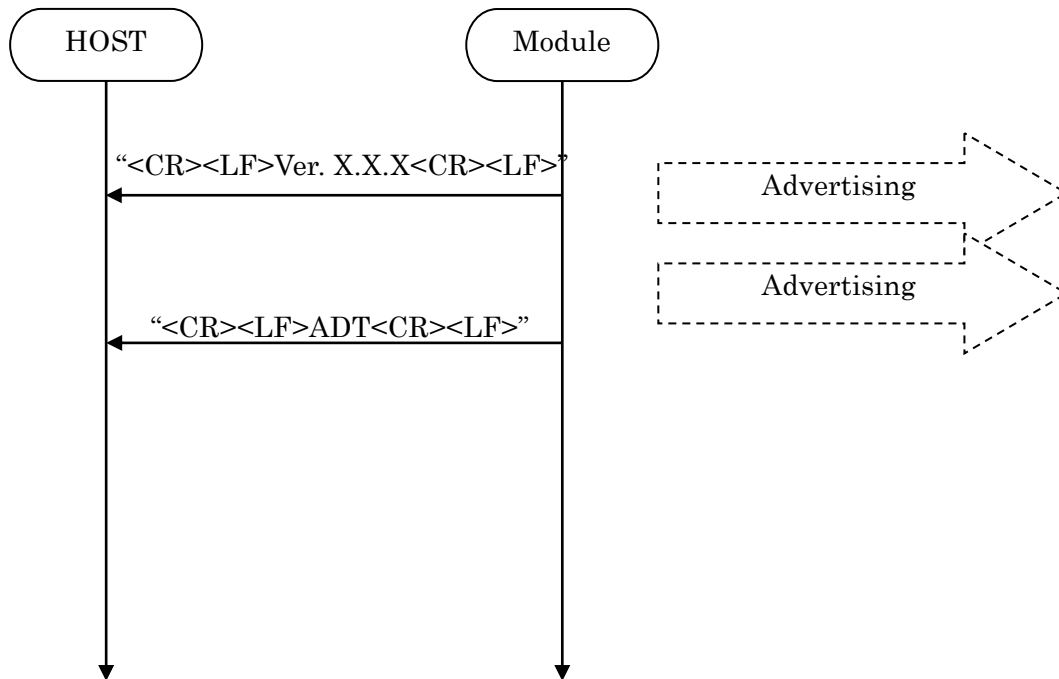 HOST
Module
“<CR><LF>Ver. X.X.X<CR><LF>”
Advertising
Advertising
“<CR><LF>ADT<CR><LF>”